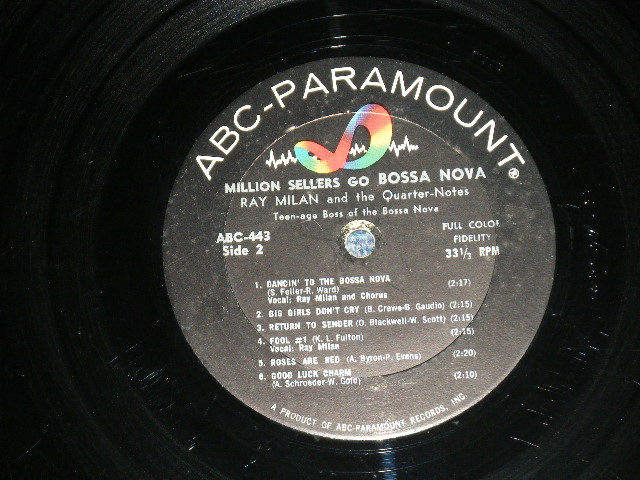 ABC-PARAMOUNT®
MILLION SELLERS GO BOSSA NOVA
RAY MILAN and the Quarter-Notes
Teen-age Boss of the Bossa Nova
ABC-443
Side 2
FULL COLOR
FIDELITY
33⅓ RPM
1. DANCIN' TO THE BOSSA NOVA (2:17)
(S. Feller-R. Ward)
Vocal: Ray Milan and Chorus
2. BIG GIRLS DON'T CRY (B. Crewe-B. Gaudio) (2:15)
3. RETURN TO SENDER (O. Blackwell-W. Scott) (2:15)
4. FOOL #1 (K. L. Fulton) (2:15)
Vocal: Ray Milan
5. ROSES ARE RED (A. Byron-P. Evans) (2:20)
6. GOOD LUCK CHARM (2:10)
(A. Schroeder-W. Gold)
A PRODUCT OF ABC-PARAMOUNT RECORDS, INC.